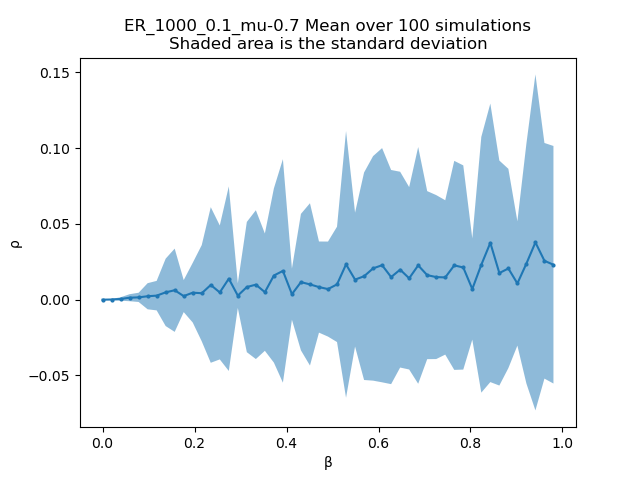 ER_1000_0.1_mu-0.7 Mean over 100 simulations
Shaded area is the standard deviation
0.15
0.10
0.05
0.00
−0.05
ρ
0.0 0.2 0.4 0.6 0.8 1.0
β